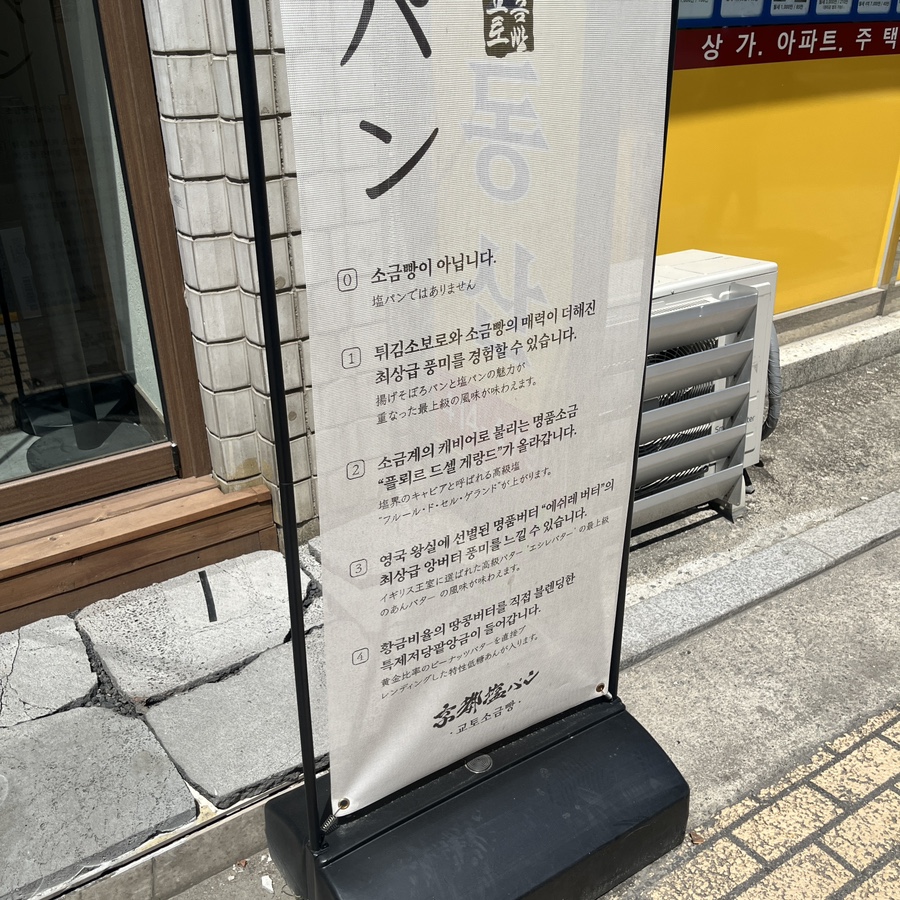 パン
교토
소금빵
동산
상 가. 아파트. 주 택
0
소금빵이 아닙니다.
塩パンではありません
1
튀김소보로와 소금빵의 매력이 더해진
최상급 풍미를 경험할 수 있습니다.
揚げそぼろパンと塩パンの魅力が
重なった最上級の風味が味わえます。
2
소금계의 캐비어로 불리는 명품소금
“플뢰르 드셀 게랑드”가 올라갑니다.
塩界のキャビアと呼ばれる高級塩
“フルール・ド・セル・ゲランド”が上がります。
3
영국 왕실에 선별된 명품버터 “에쉬레 버터”의
최상급 앙버터 풍미를 느낄 수 있습니다.
イギリス王室に選ばれた高級バター ‘エシレバター’ の最上級
のあんバター の風味が味わえます。
4
황금비율의 땅콩버터를 직접 블렌딩한
특제저당팥앙금이 들어갑니다.
黄金比率のピーナッツバターを直接ブ
レンディングした特性低糖あんが入ります。
京都塩パン
·교토소금빵·